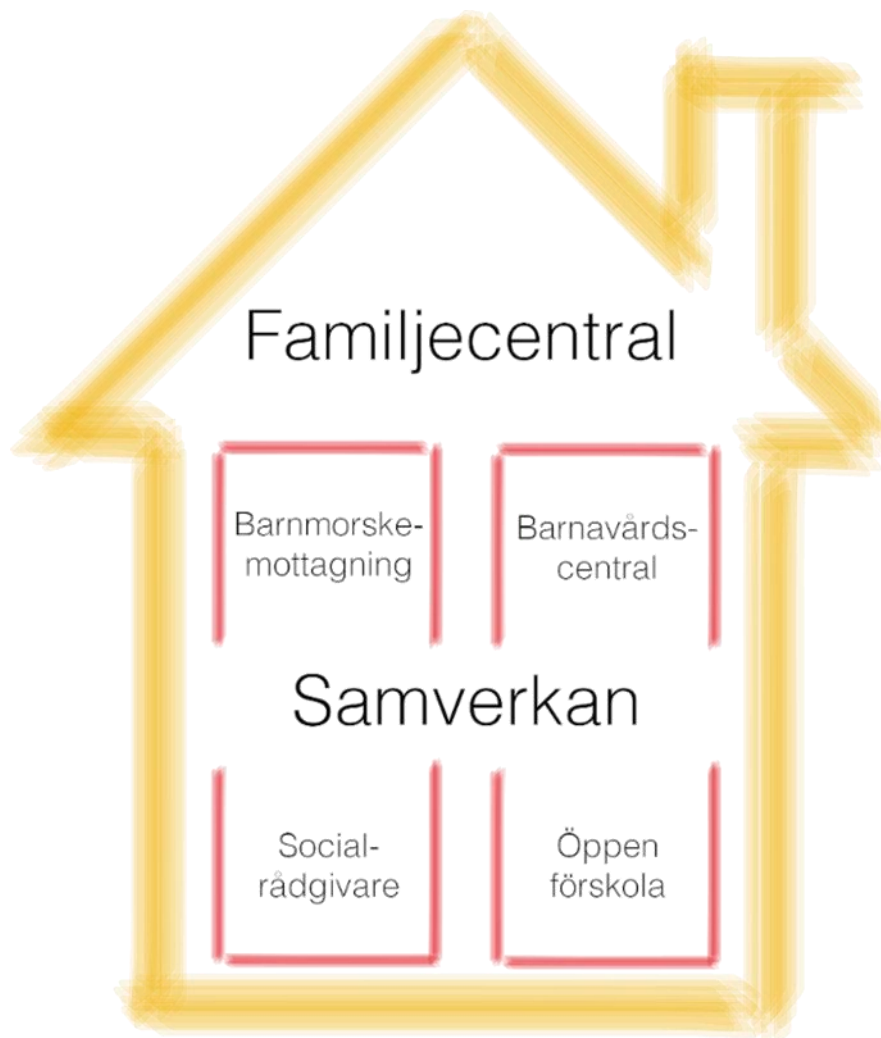 Familjecentral
Barnmorske-
mottagning
Barnavårds-
central
Samverkan
Social-
rådgivare
Öppen
förskola